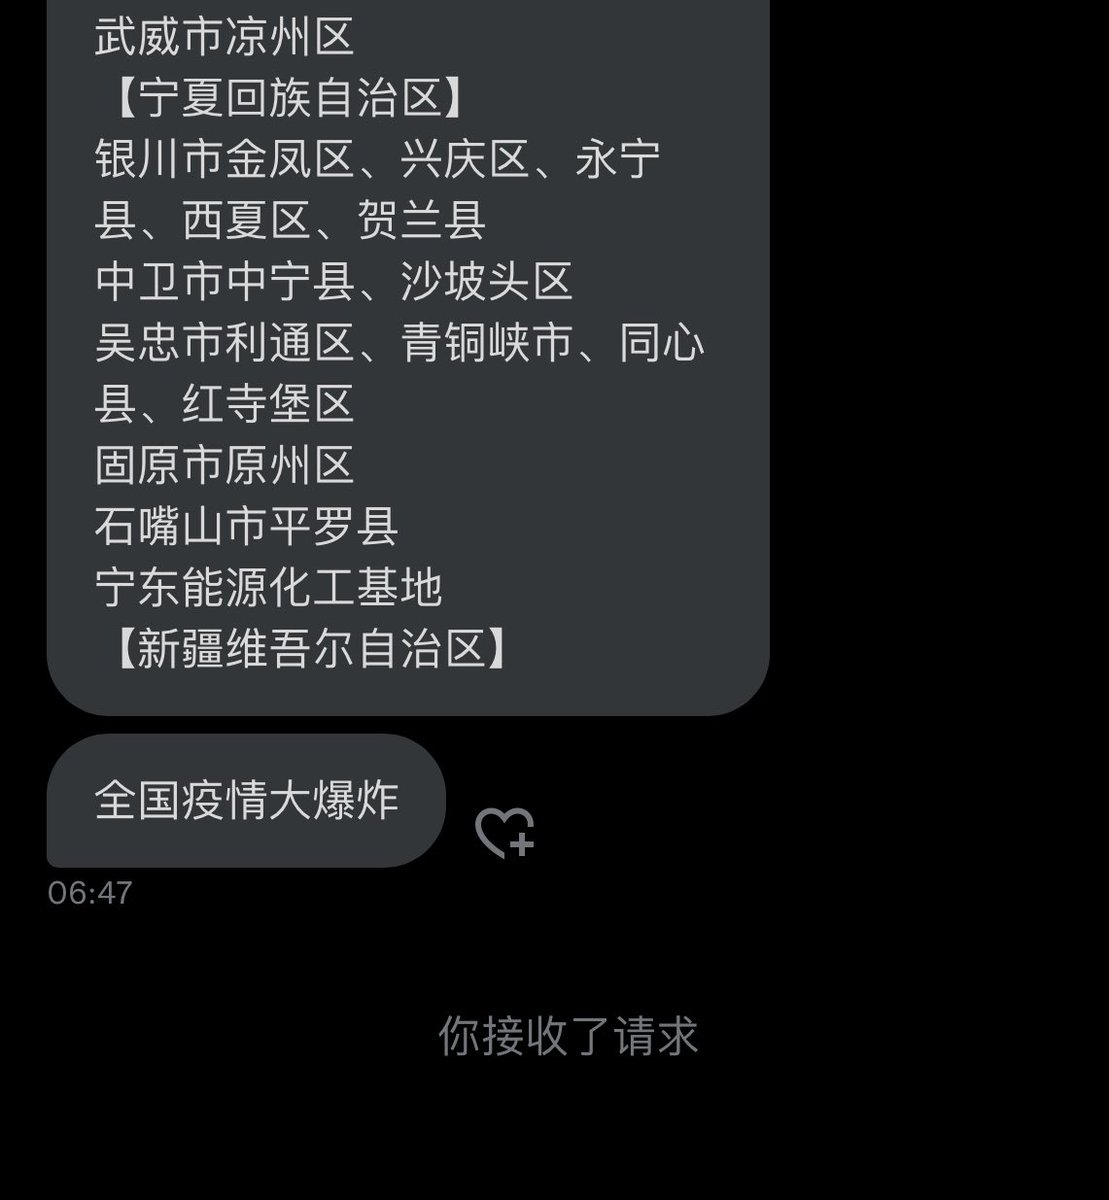 武威市凉州区
【宁夏回族自治区】
银川市金凤区、兴庆区、永宁
县、西夏区、贺兰县
中卫市中宁县、沙坡头区
吴忠市利通区、青铜峡市、同心
县、红寺堡区
固原市原州区
石嘴山市平罗县
宁东能源化工基地
【新疆维吾尔自治区】
全国疫情大爆炸
06:47
你接收了请求